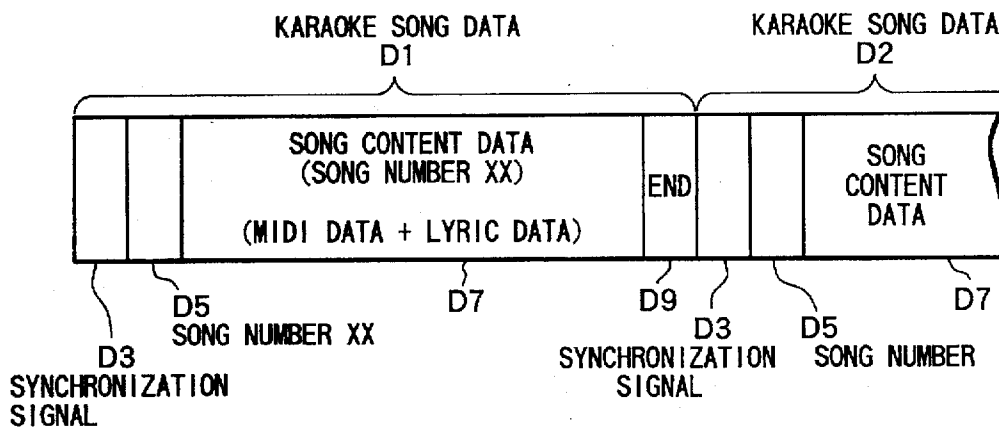 KARAOKE SONG DATA
D1
KARAOKE SONG DATA
D2
SONG CONTENT DATA
(SONG NUMBER XX)
(MIDI DATA + LYRIC DATA)
END
SONG
CONTENT
DATA
D3
SYNCHRONIZATION
SIGNAL
D5
SONG NUMBER XX
D7
D9
D3
SYNCHRONIZATION
SIGNAL
D5
SONG NUMBER
D7